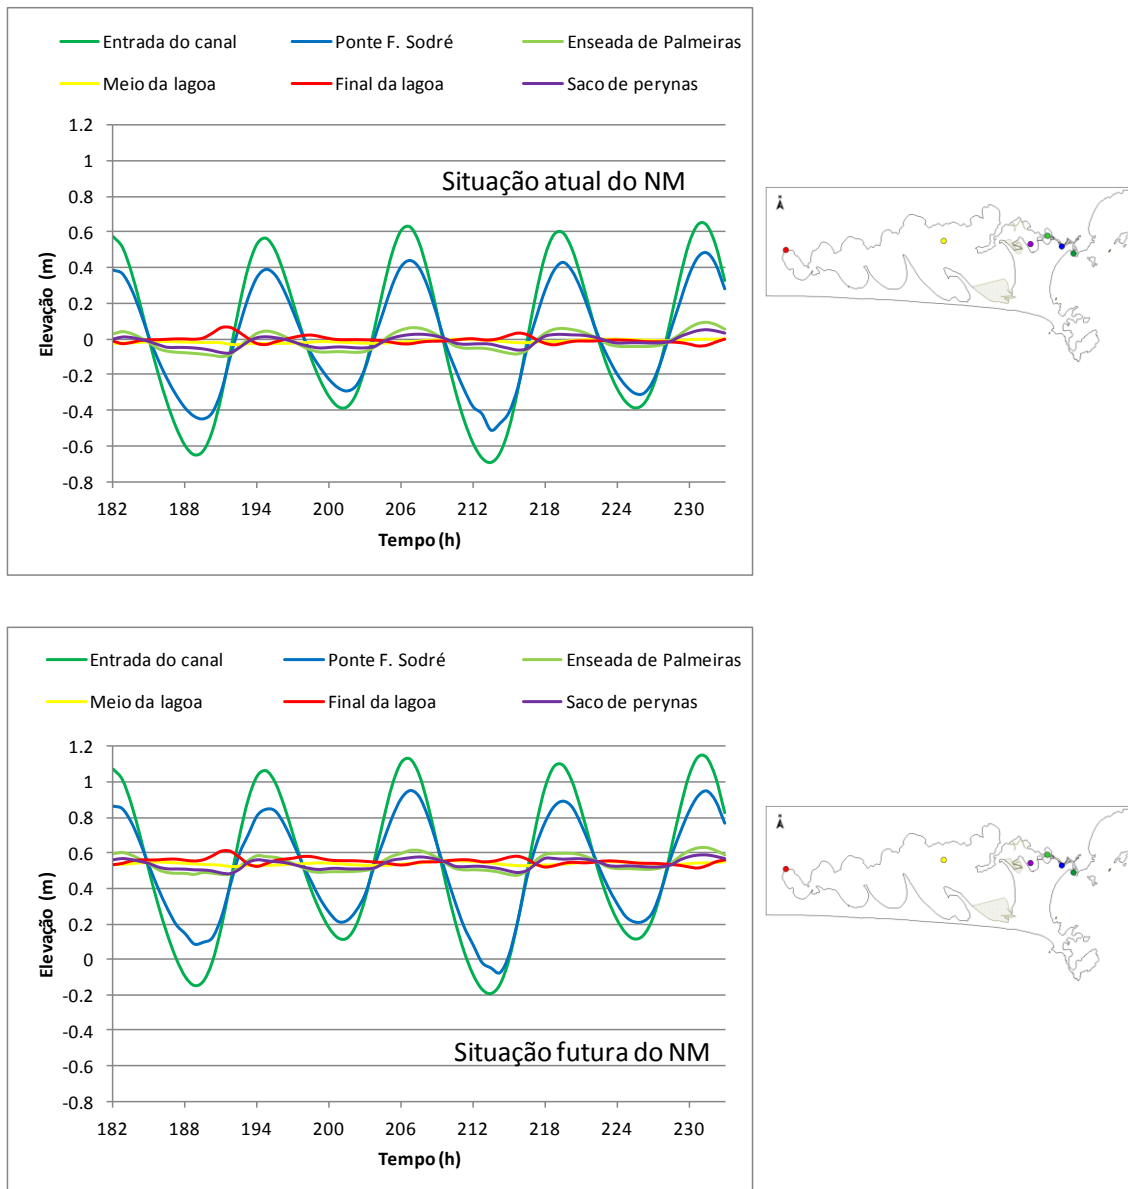 Entrada do canal Ponte F. Sodré Enseada de Palmeiras
Meio da lagoa Final da lagoa Saco de perynas
1.2
1
0.8
0.6
0.4
0.2
0
-0.2
-0.4
-0.6
-0.8
Elevação (m)
Situação atual do NM
182 188 194 200 206 212 218 224 230
Tempo (h)
Entrada do canal Ponte F. Sodré Enseada de Palmeiras
Meio da lagoa Final da lagoa Saco de perynas
1.2
1
0.8
0.6
0.4
0.2
0
-0.2
-0.4
-0.6
-0.8
Elevação (m)
Situação futura do NM
182 188 194 200 206 212 218 224 230
Tempo (h)